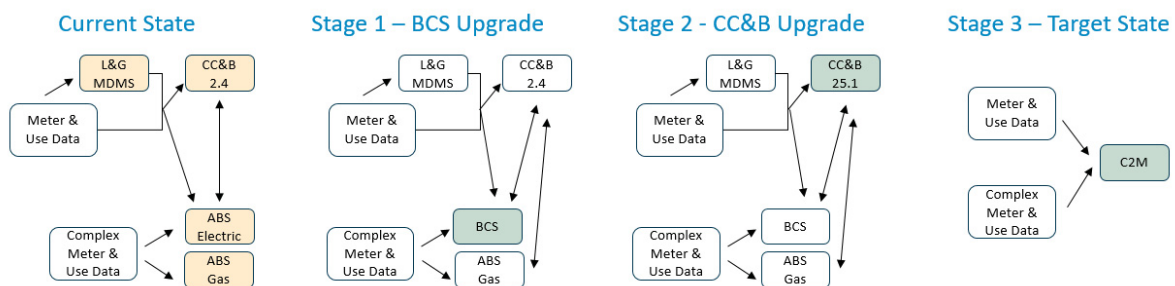 Current State
L&G
MDMS
CC&B
2.4
Meter &
Use Data
ABS
Electric
Complex
Meter &
Use Data
ABS
Gas
Stage 1 – BCS Upgrade
L&G
MDMS
CC&B
2.4
Meter &
Use Data
BCS
Complex
Meter &
Use Data
ABS
Gas
Stage 2 - CC&B Upgrade
L&G
MDMS
CC&B
25.1
Meter &
Use Data
BCS
Complex
Meter &
Use Data
ABS
Gas
Stage 3 – Target State
Meter &
Use Data
C2M
Complex
Meter &
Use Data